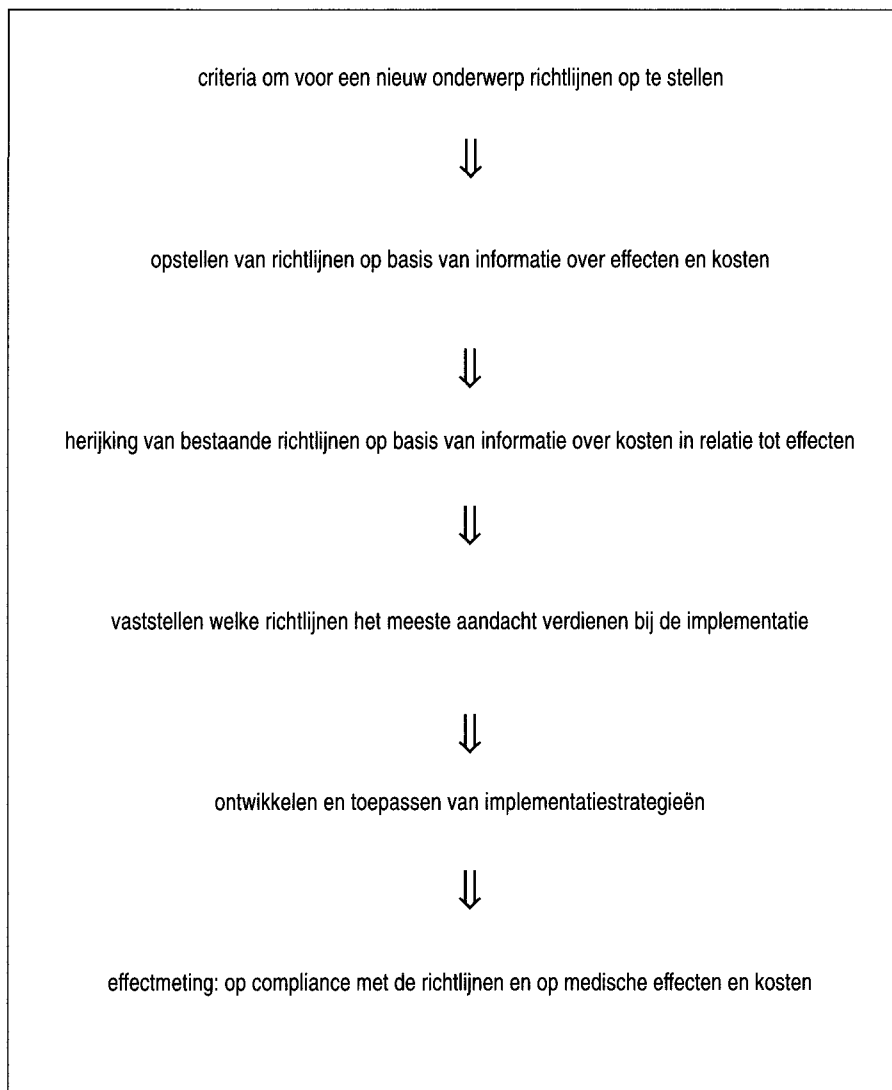 criteria om voor een nieuw onderwerp richtlijnen op te stellen
⇓
opstellen van richtlijnen op basis van informatie over effecten en kosten
⇓
herijking van bestaande richtlijnen op basis van informatie over kosten in relatie tot effecten
⇓
vaststellen welke richtlijnen het meeste aandacht verdienen bij de implementatie
⇓
ontwikkelen en toepassen van implementatiestrategieën
⇓
effectmeting: op compliance met de richtlijnen en op medische effecten en kosten